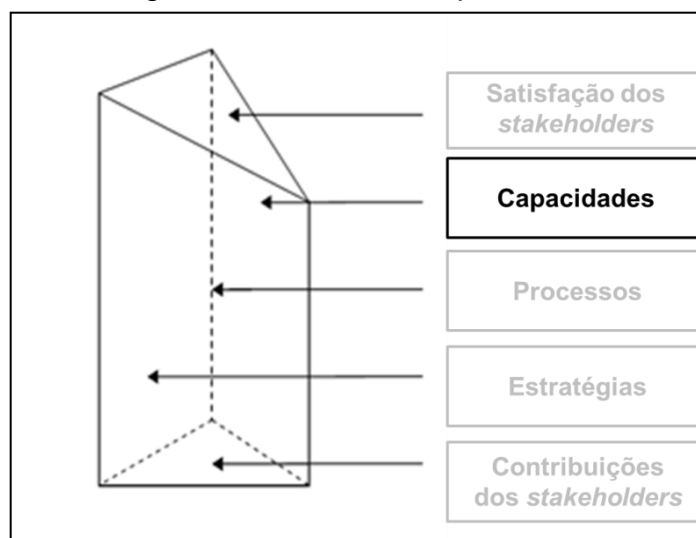 Satisfação dos
stakeholders
Capacidades
Processos
Estratégias
Contribuições
dos stakeholders